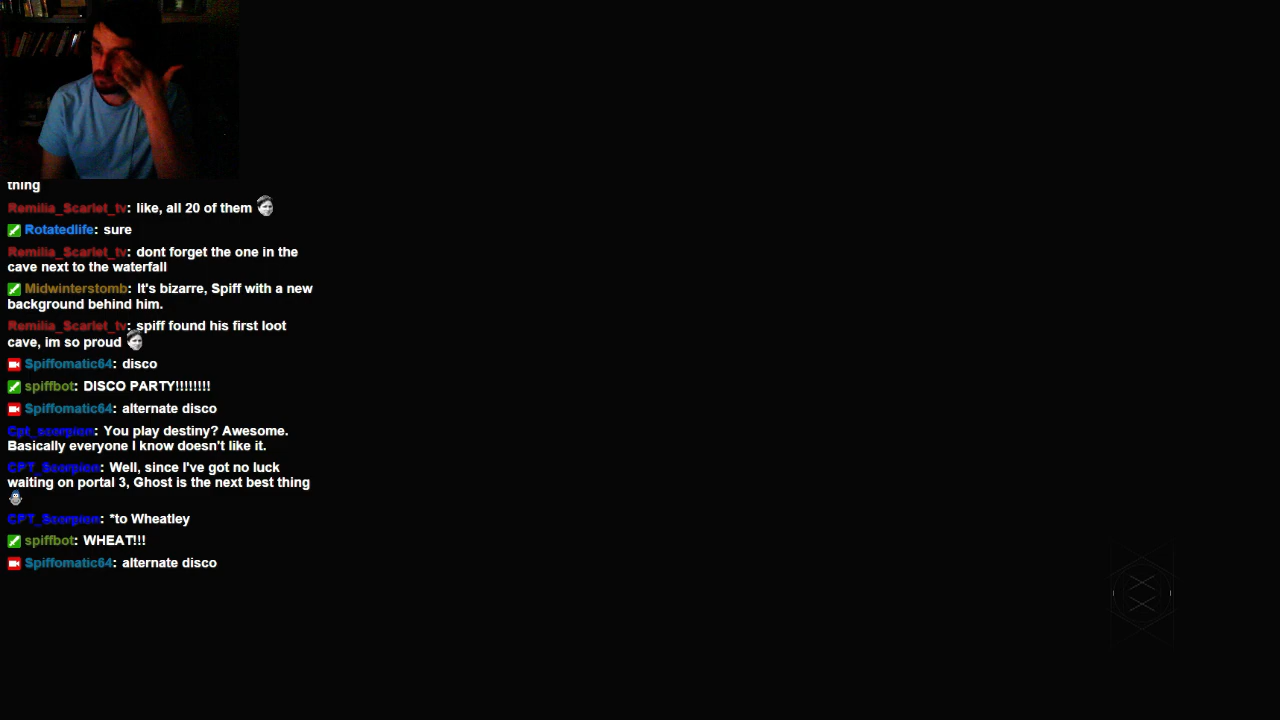 thing
Remilia_Scarlet_tv: like, all 20 of them
Rotatedlife: sure
Remilia_Scarlet_tv: dont forget the one in the
cave next to the waterfall
Midwinterstomb: It's bizarre, Spiff with a new
background behind him.
Remilia_Scarlet_tv: spiff found his first loot
cave, im so proud
Spiffomatic64: disco
spiffbot: DISCO PARTY!!!!!!!!
Spiffomatic64: alternate disco
Cpt_scorpion: You play destiny? Awesome.
Basically everyone I know doesn't like it.
CPT_Scorpion: Well, since I've got no luck
waiting on portal 3, Ghost is the next best thing
CPT_Scorpion: *to Wheatley
spiffbot: WHEAT!!!
Spiffomatic64: alternate disco